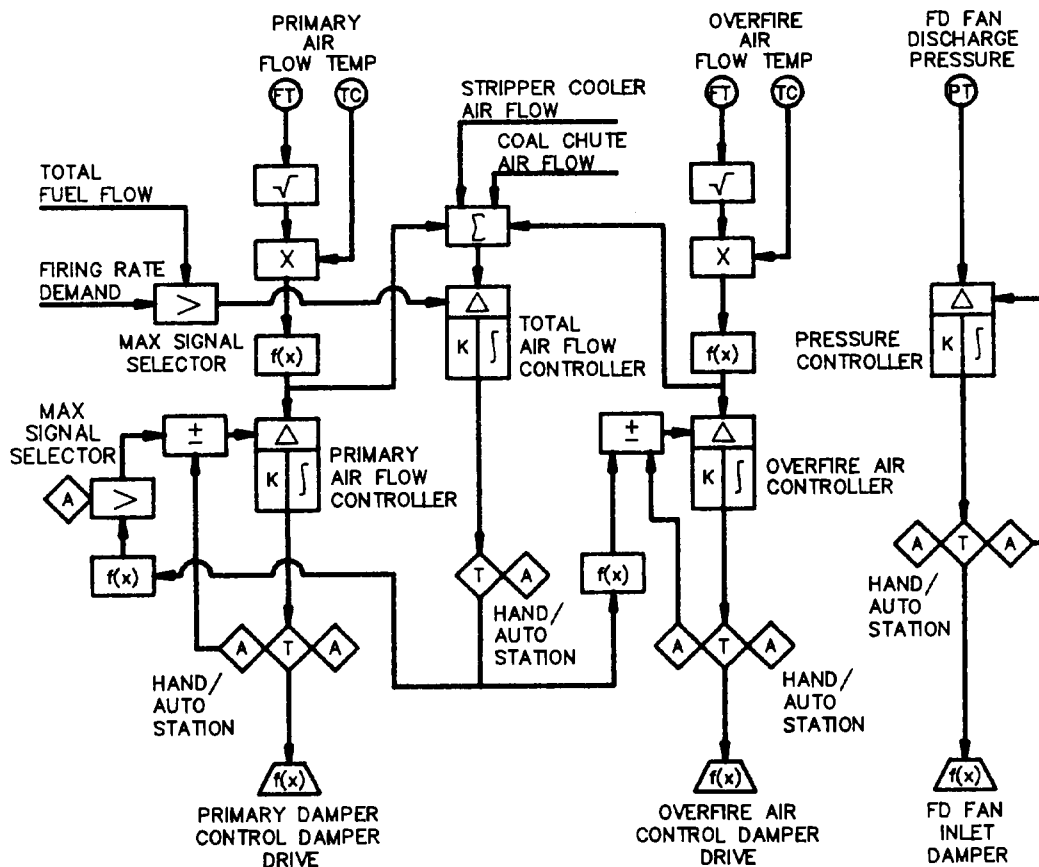 PRIMARY
AIR
FLOW TEMP
FT
TC
OVERFIRE
AIR
FLOW TEMP
FT
TC
FD FAN
DISCHARGE
PRESSURE
PT
STRIPPER COOLER
AIR FLOW
COAL CHUTE
AIR FLOW
TOTAL
FUEL FLOW
√
√
Σ
X
X
FIRING RATE
DEMAND
>
MAX SIGNAL
SELECTOR
f(x)
△
K ∫
TOTAL
AIR FLOW
CONTROLLER
f(x)
PRESSURE
CONTROLLER
△
K ∫
MAX
SIGNAL
SELECTOR
±
△
K ∫
PRIMARY
AIR FLOW
CONTROLLER
±
△
K ∫
OVERFIRE AIR
CONTROLLER
A
>
f(x)
T
A
HAND/
AUTO
STATION
f(x)
A
T
A
HAND/
AUTO
STATION
A
T
A
HAND/
AUTO
STATION
A
T
A
HAND/
AUTO
STATION
f(x)
PRIMARY DAMPER
CONTROL DAMPER
DRIVE
f(x)
OVERFIRE AIR
CONTROL DAMPER
DRIVE
f(x)
FD FAN
INLET
DAMPER